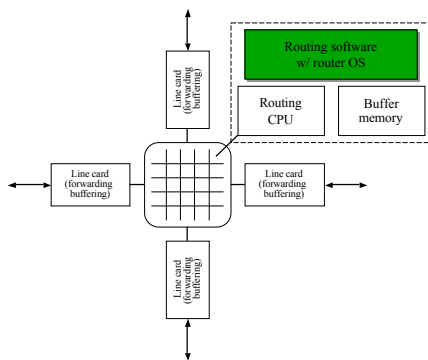 Routing software
w/ router OS
Routing
CPU
Buffer
memory
Line card
(forwarding
buffering)
Line card
(forwarding
buffering)
Line card
(forwarding
buffering)
Line card
(forwarding
buffering)